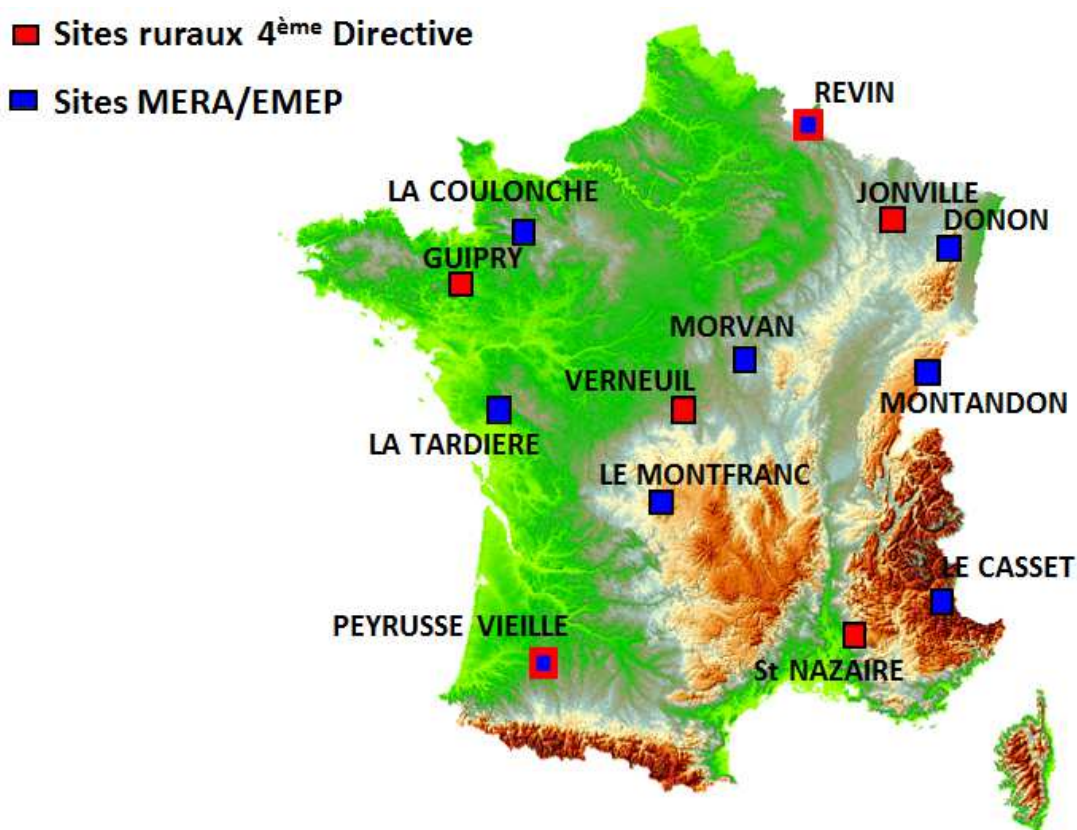 Sites ruraux 4ème Directive
Sites MERA/EMEP
REVIN
LA COULONCHE
JONVILLE
DONON
GUIPRY
MORVAN
VERNEUIL
MONTANDON
LA TARDIERE
LE MONTFRANC
LE CASSET
PEYRUSSE VIEILLE
St NAZAIRE